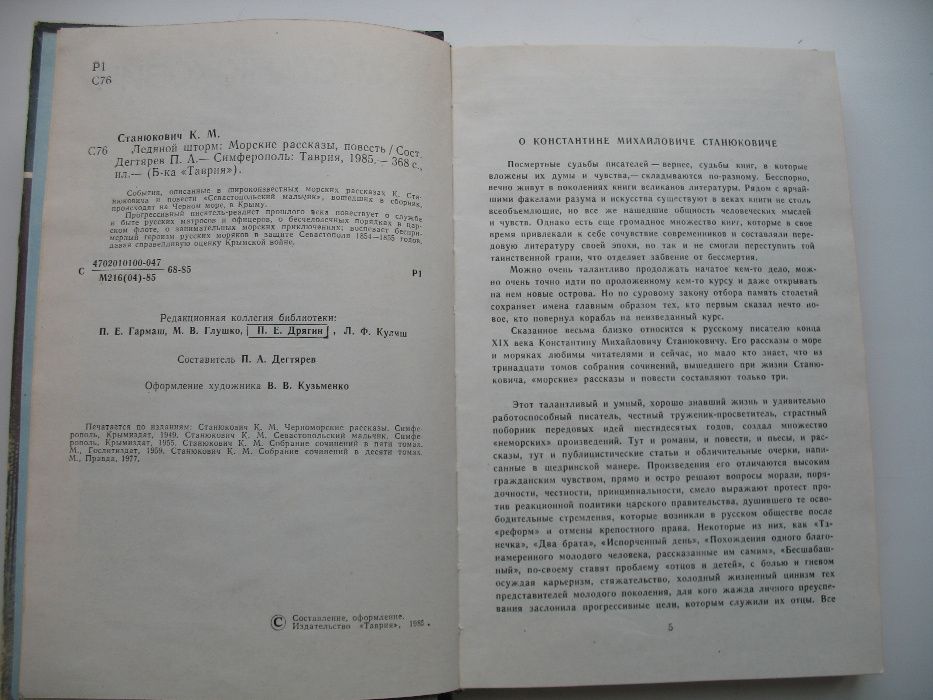 Р1
С76
Станюкович К. М.
С76 Ледяной шторм: Морские рассказы, повесть / Сост.
Дегтярев П. А.— Симферополь: Таврия, 1985.— 368 с.,
ил.— (Б-ка «Таврия»).
События, описанные в широкоизвестных морских рассказах К. Ста-
нюковича и повести «Севастопольский мальчик», вошедших в сборник,
происходят на Черном море, в Крыму.
Прогрессивный писатель-реалист прошлого века повествует о службе
и быте русских матросов и офицеров, о бесчеловечных порядках в цар-
ском флоте, о занимательных морских приключениях; воспевает беспри-
мерный героизм русских моряков в защите Севастополя 1854—1855 годов,
придавая справедливую оценку Крымской войне.
С 4702010100-047
М216(04)-85 68-85 Р1
Редакционная коллегия библиотеки:
П. Е. Гармаш, М. В. Глушко, П. Е. Дрягин, Л. Ф. Кулиш
Составитель П. А. Дегтярев
Оформление художника В. В. Кузьменко
Печатается по изданиям: Станюкович К. М. Черноморские рассказы. Симфе-
рополь, Крымиздат, 1949. Станюкович К. М. Севастопольский мальчик. Симфе-
рополь, Крымиздат, 1955. Станюкович К. М. Собрание сочинений в пяти томах.
М., Гослитиздат, 1959. Станюкович К. М. Собрание сочинений в десяти томах.
М., Правда, 1977.
© Составление, оформление.
Издательство «Таврия», 1985.
О КОНСТАНТИНЕ МИХАЙЛОВИЧЕ СТАНЮКОВИЧЕ
Посмертные судьбы писателей — вернее, судьбы книг, в которые
вложены их думы и чувства,— складываются по-разному. Бесспорно,
вечно живут в поколениях книги великанов литературы. Рядом с ярчай-
шими факелами разума и искусства существуют в веках книги не столь
всеобъемлющие, но все же нашедшие общность человеческих мыслей
и чувств. Однако есть еще громадное множество книг, которые в свое
время привлекали к себе сочувствие современников и составляли пере-
довую литературу своей эпохи, но так и не смогли переступить той
таинственной грани, что отделяет забвение от бессмертия.
Можно очень талантливо продолжать начатое кем-то дело, мож-
но очень точно идти по проложенному кем-то курсу и даже открывать
на нем новые острова. Но по суровому закону отбора память столетий
сохраняет имена главным образом тех, кто первым сказал нечто но-
вое, кто повернул корабль на неизведанный курс.
Сказанное весьма близко относится к русскому писателю конца
XIX века Константину Михайловичу Станюковичу. Его рассказы о море
и моряках любимы читателями и сейчас, но мало кто знает, что из
тринадцати томов собрания сочинений, вышедшего при жизни Станю-
ковича, «морские» рассказы и повести составляют только три.
Этот талантливый и умный, хорошо знавший жизнь и удивительно
работоспособный писатель, честный труженик-просветитель, страстный
поборник передовых идей шестидесятых годов, создал множество
«неморских» произведений. Тут и романы, и повести, и пьесы, и рас-
сказы, тут и публицистические статьи и обличительные очерки, напи-
санные в щедринской манере. Произведения его отличаются высоким
гражданским чувством, прямо и остро решают вопросы морали, поря-
дочности, честности, принципиальности, смело выражают протест про-
тив реакционной политики царского правительства, душившего те осво-
бодительные стремления, которые возникли в русском обществе после
«реформ» и отмены крепостного права. Некоторые из них, как «Та-
нечка», «Два брата», «Испорченный день», «Похождения одного благо-
намеренного молодого человека, рассказанные им самим», «Бесшабаш-
ный», по-своему ставят проблему «отцов и детей», с болью и гневом
осуждая карьеризм, стяжательство, холодный жизненный цинизм тех
представителей молодого поколения, для кого жажда личного преуспе-
вания заслонила прогрессивные цели, которым служили их отцы. Все
5